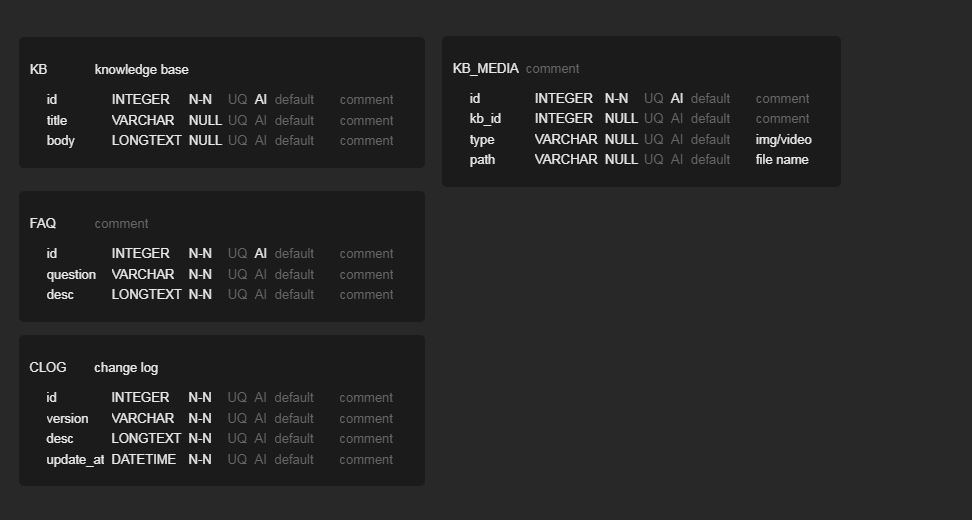 KB knowledge base
id INTEGER N-N UQ AI default comment
title VARCHAR NULL UQ AI default comment
body LONGTEXT NULL UQ AI default comment
KB_MEDIA comment
id INTEGER N-N UQ AI default comment
kb_id INTEGER NULL UQ AI default comment
type VARCHAR NULL UQ AI default img/video
path VARCHAR NULL UQ AI default file name
FAQ comment
id INTEGER N-N UQ AI default comment
question VARCHAR N-N UQ AI default comment
desc LONGTEXT N-N UQ AI default comment
CLOG change log
id INTEGER N-N UQ AI default comment
version VARCHAR N-N UQ AI default comment
desc LONGTEXT N-N UQ AI default comment
update_at DATETIME N-N UQ AI default comment